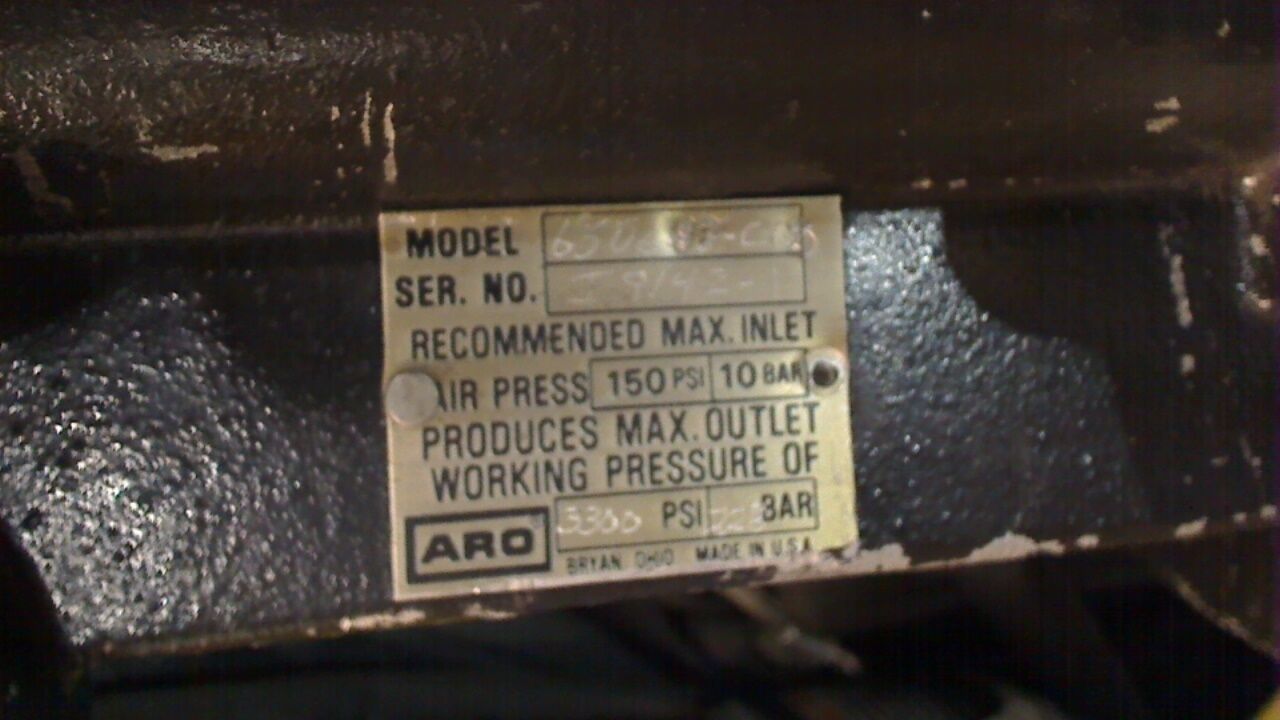 MODEL
SER. NO.
RECOMMENDED MAX. INLET
AIR PRESS 150 PSI 10 BAR
PRODUCES MAX. OUTLET
WORKING PRESSURE OF
3300 PSI BAR
ARO BRYAN OHIO MADE IN U.S.A